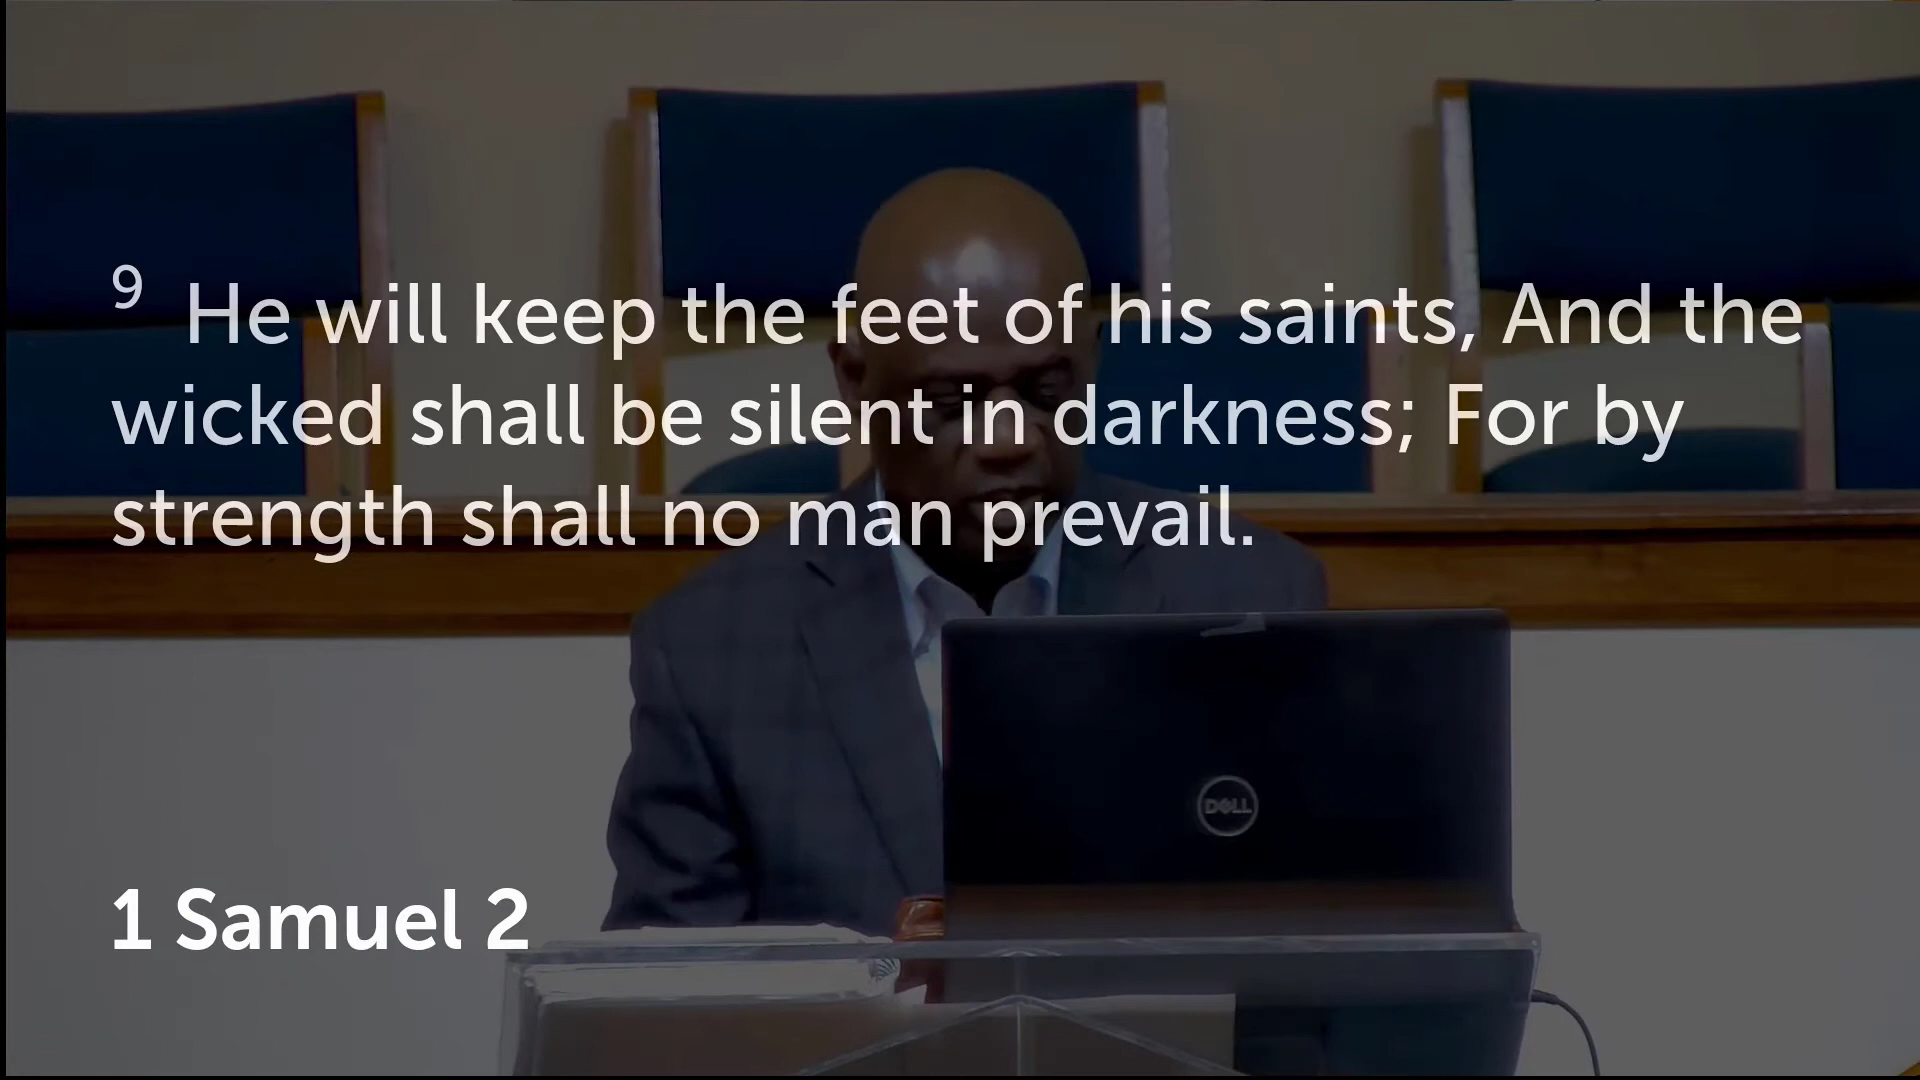 9 He will keep the feet of his saints, And the
wicked shall be silent in darkness; For by
strength shall no man prevail.
DELL
1 Samuel 2